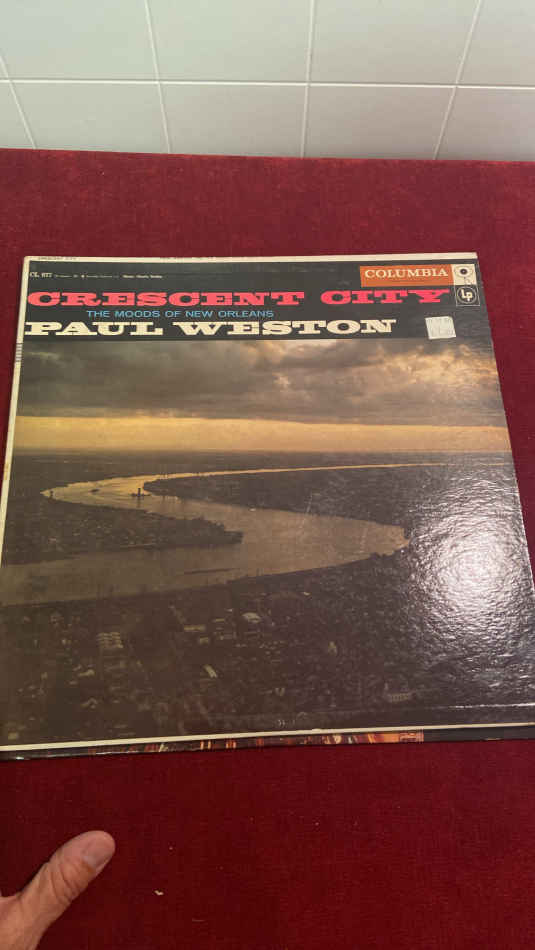 CL 977
COLUMBIA
CRESCENT CITY
Lp
THE MOODS OF NEW ORLEANS
PAUL WESTON